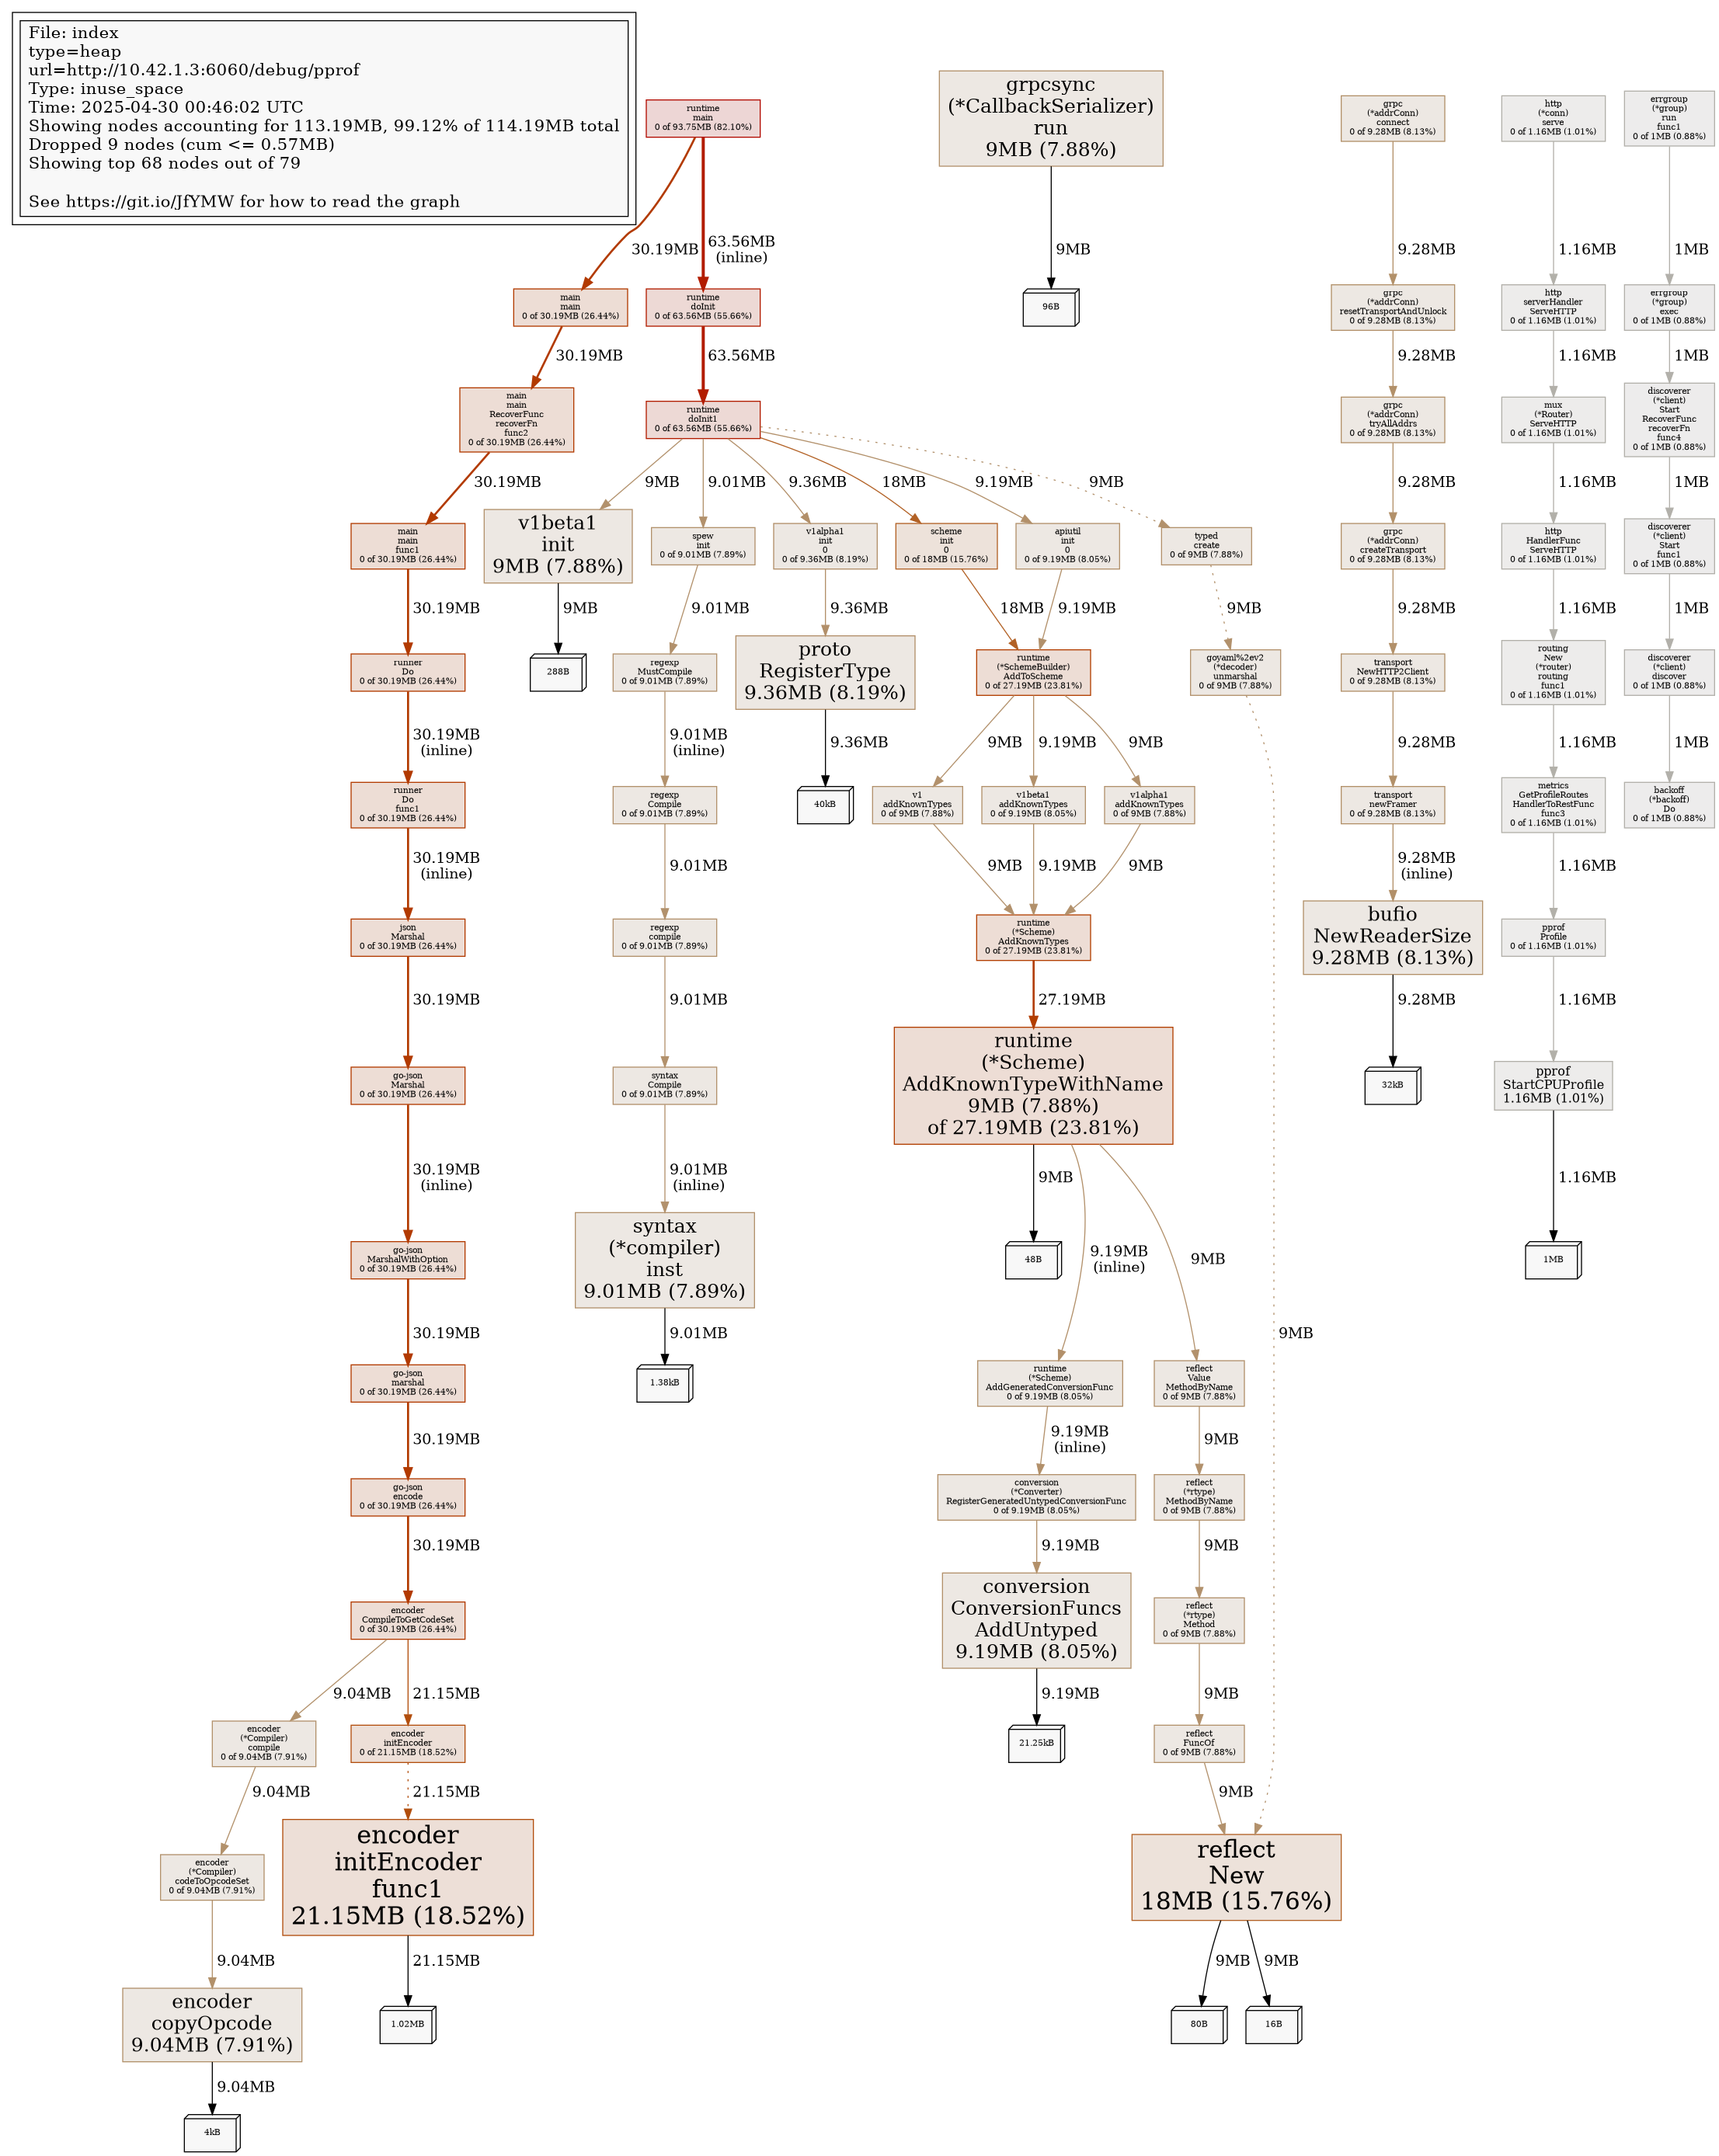 File: index
type=heap
url=http://10.42.1.3:6060/debug/pprof
Type: inuse_space
Time: 2025-04-30 00:46:02 UTC
Showing nodes accounting for 113.19MB, 99.12% of 114.19MB total
Dropped 9 nodes (cum <= 0.57MB)
Showing top 68 nodes out of 79
See https://git.io/JfYMW for how to read the graph
runtime
main
0 of 93.75MB (82.10%)
grpcsync
(*CallbackSerializer)
run
9MB (7.88%)
grpc
(*addrConn)
connect
0 of 9.28MB (8.13%)
http
(*conn)
serve
0 of 1.16MB (1.01%)
errgroup
(*group)
run
func1
0 of 1MB (0.88%)
30.19MB
63.56MB
(inline)
9MB
9.28MB
1.16MB
1MB
main
main
0 of 30.19MB (26.44%)
runtime
doInit
0 of 63.56MB (55.66%)
96B
grpc
(*addrConn)
resetTransportAndUnlock
0 of 9.28MB (8.13%)
http
serverHandler
ServeHTTP
0 of 1.16MB (1.01%)
errgroup
(*group)
exec
0 of 1MB (0.88%)
30.19MB
63.56MB
9.28MB
1.16MB
1MB
main
main
RecoverFunc
recoverFn
func2
0 of 30.19MB (26.44%)
runtime
doInit1
0 of 63.56MB (55.66%)
grpc
(*addrConn)
tryAllAddrs
0 of 9.28MB (8.13%)
mux
(*Router)
ServeHTTP
0 of 1.16MB (1.01%)
discoverer
(*client)
Start
RecoverFunc
recoverFn
func4
0 of 1MB (0.88%)
30.19MB
9MB
9.01MB
9.36MB
18MB
9.19MB
9MB
9.28MB
1.16MB
1MB
main
main
func1
0 of 30.19MB (26.44%)
v1beta1
init
9MB (7.88%)
spew
init
0 of 9.01MB (7.89%)
v1alpha1
init
0
0 of 9.36MB (8.19%)
scheme
init
0
0 of 18MB (15.76%)
apiutil
init
0
0 of 9.19MB (8.05%)
typed
create
0 of 9MB (7.88%)
grpc
(*addrConn)
createTransport
0 of 9.28MB (8.13%)
http
HandlerFunc
ServeHTTP
0 of 1.16MB (1.01%)
discoverer
(*client)
Start
func1
0 of 1MB (0.88%)
30.19MB
9MB
9.01MB
9.36MB
18MB
9.19MB
9MB
9.28MB
1.16MB
1MB
runner
Do
0 of 30.19MB (26.44%)
288B
regexp
MustCompile
0 of 9.01MB (7.89%)
proto
RegisterType
9.36MB (8.19%)
runtime
(*SchemeBuilder)
AddToScheme
0 of 27.19MB (23.81%)
goyaml%2ev2
(*decoder)
unmarshal
0 of 9MB (7.88%)
transport
NewHTTP2Client
0 of 9.28MB (8.13%)
routing
New
(*router)
routing
func1
0 of 1.16MB (1.01%)
discoverer
(*client)
discover
0 of 1MB (0.88%)
30.19MB
(inline)
9.01MB
(inline)
9.36MB
9MB
9.19MB
9MB
9.28MB
1.16MB
1MB
runner
Do
func1
0 of 30.19MB (26.44%)
regexp
Compile
0 of 9.01MB (7.89%)
40kB
v1
addKnownTypes
0 of 9MB (7.88%)
v1beta1
addKnownTypes
0 of 9.19MB (8.05%)
v1alpha1
addKnownTypes
0 of 9MB (7.88%)
transport
newFramer
0 of 9.28MB (8.13%)
metrics
GetProfileRoutes
HandlerToRestFunc
func3
0 of 1.16MB (1.01%)
backoff
(*backoff)
Do
0 of 1MB (0.88%)
30.19MB
(inline)
9.01MB
9MB
9.19MB
9MB
9.28MB
(inline)
1.16MB
json
Marshal
0 of 30.19MB (26.44%)
regexp
compile
0 of 9.01MB (7.89%)
runtime
(*Scheme)
AddKnownTypes
0 of 27.19MB (23.81%)
bufio
NewReaderSize
9.28MB (8.13%)
pprof
Profile
0 of 1.16MB (1.01%)
30.19MB
9.01MB
27.19MB
9.28MB
1.16MB
go-json
Marshal
0 of 30.19MB (26.44%)
syntax
Compile
0 of 9.01MB (7.89%)
runtime
(*Scheme)
AddKnownTypeWithName
9MB (7.88%)
of 27.19MB (23.81%)
32kB
pprof
StartCPUProfile
1.16MB (1.01%)
30.19MB
(inline)
9.01MB
(inline)
9MB
1.16MB
go-json
MarshalWithOption
0 of 30.19MB (26.44%)
syntax
(*compiler)
inst
9.01MB (7.89%)
48B
9.19MB
(inline)
9MB
1MB
30.19MB
9.01MB
9MB
go-json
marshal
0 of 30.19MB (26.44%)
1.38kB
runtime
(*Scheme)
AddGeneratedConversionFunc
0 of 9.19MB (8.05%)
reflect
Value
MethodByName
0 of 9MB (7.88%)
30.19MB
9.19MB
(inline)
9MB
go-json
encode
0 of 30.19MB (26.44%)
conversion
(*Converter)
RegisterGeneratedUntypedConversionFunc
0 of 9.19MB (8.05%)
reflect
(*rtype)
MethodByName
0 of 9MB (7.88%)
30.19MB
9.19MB
9MB
encoder
CompileToGetCodeSet
0 of 30.19MB (26.44%)
conversion
ConversionFuncs
AddUntyped
9.19MB (8.05%)
reflect
(*rtype)
Method
0 of 9MB (7.88%)
9.04MB
21.15MB
9.19MB
9MB
encoder
(*Compiler)
compile
0 of 9.04MB (7.91%)
encoder
initEncoder
0 of 21.15MB (18.52%)
21.25kB
reflect
FuncOf
0 of 9MB (7.88%)
9.04MB
21.15MB
9MB
encoder
(*Compiler)
codeToOpcodeSet
0 of 9.04MB (7.91%)
encoder
initEncoder
func1
21.15MB (18.52%)
reflect
New
18MB (15.76%)
9.04MB
21.15MB
9MB
9MB
encoder
copyOpcode
9.04MB (7.91%)
1.02MB
80B
16B
9.04MB
4kB